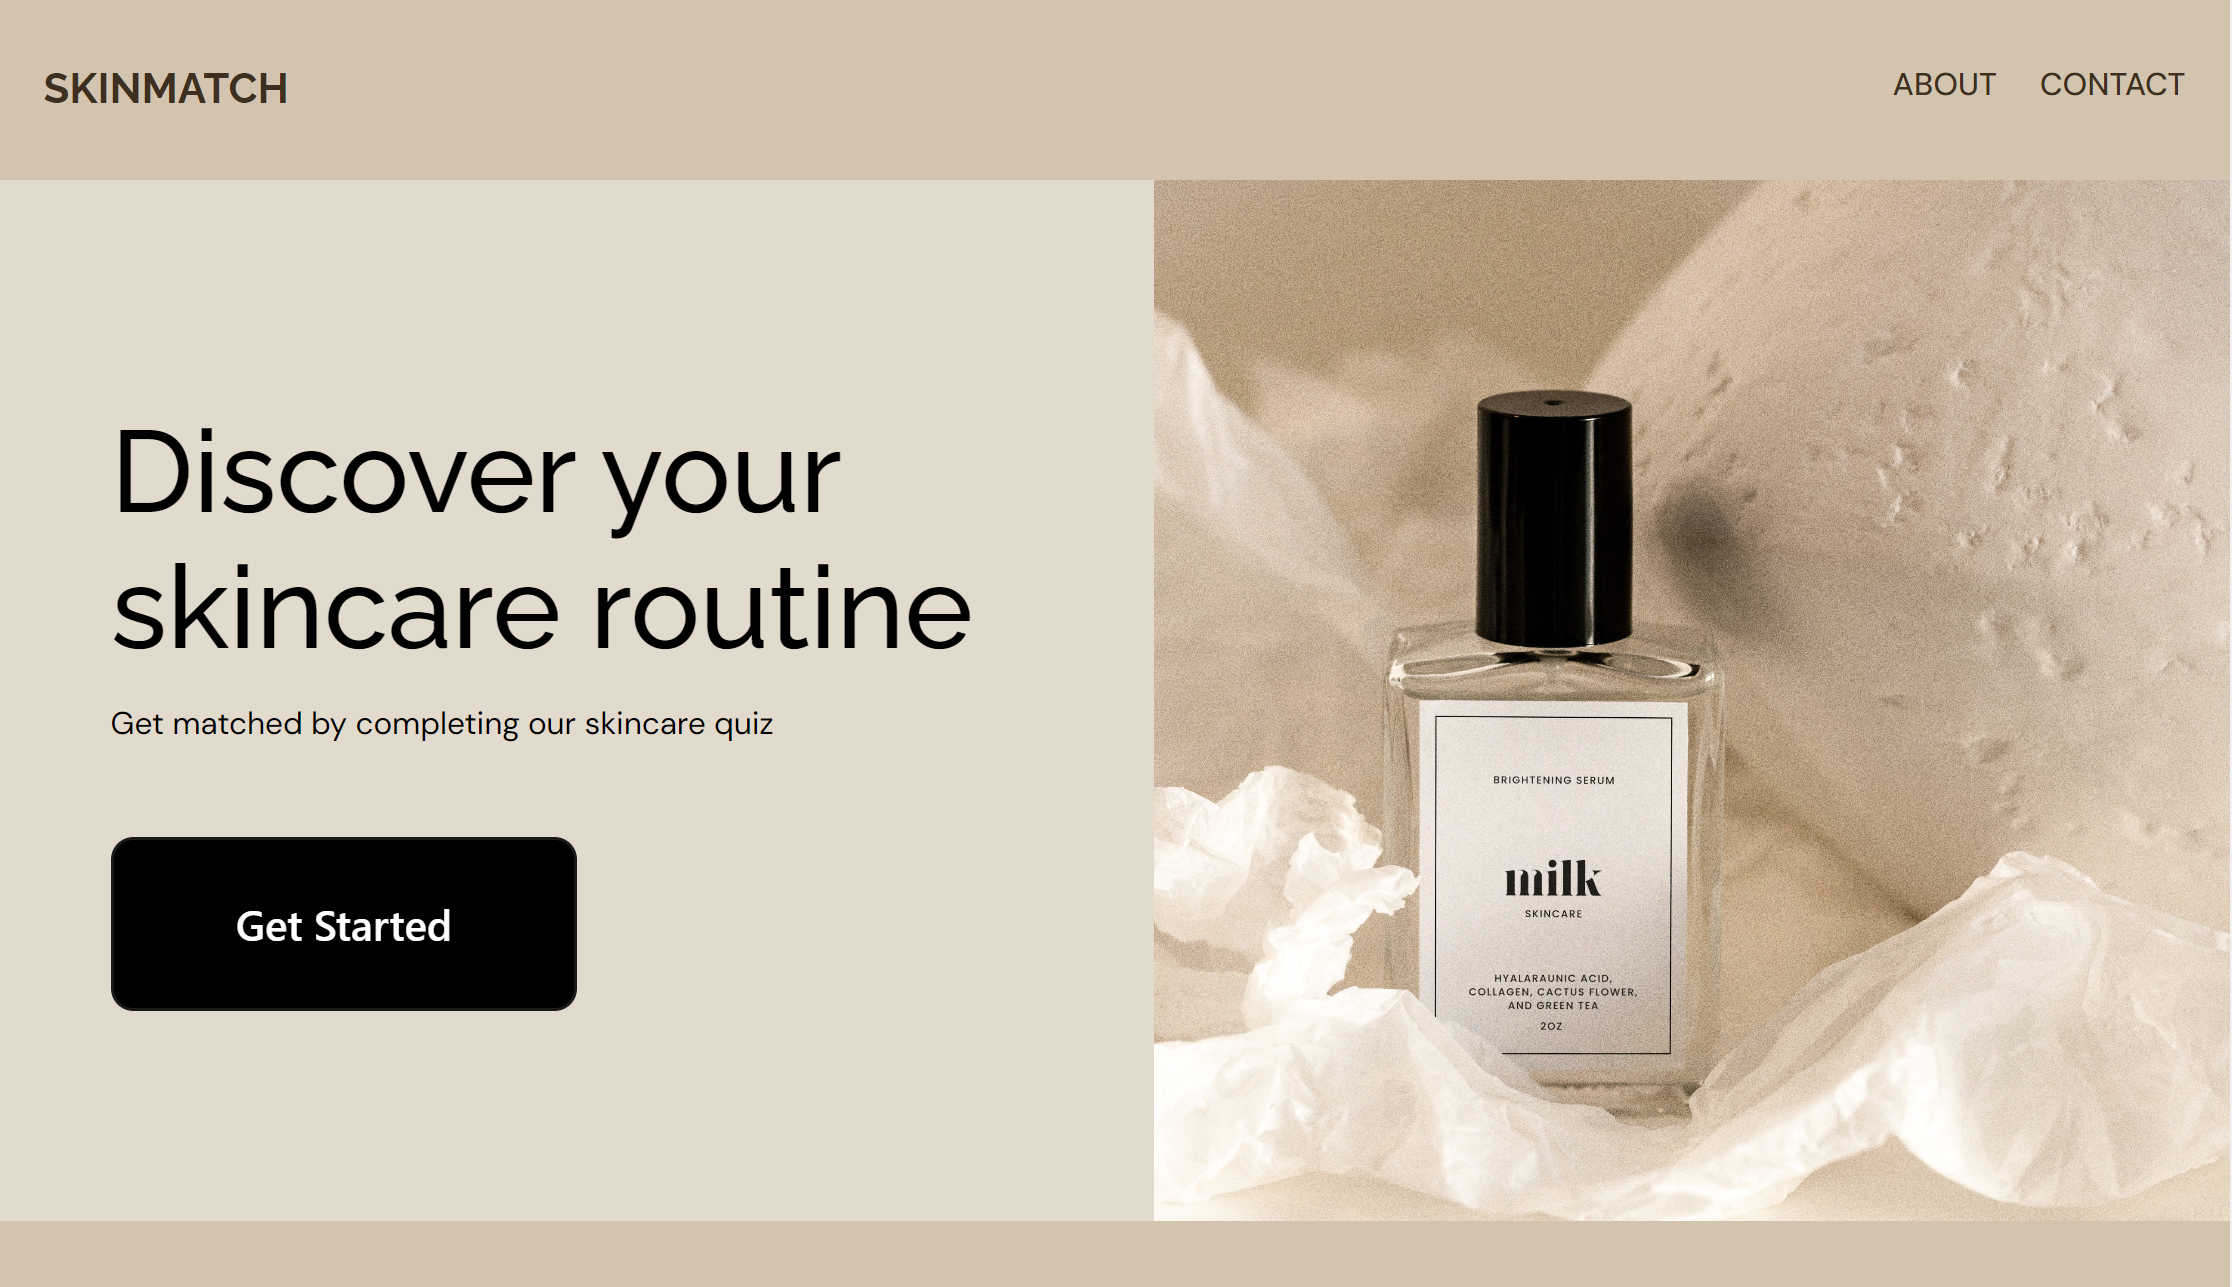 SKINMATCH
ABOUT CONTACT
Discover your
skincare routine
Get matched by completing our skincare quiz
Get Started
BRIGHTENING SERUM
milk
SKINCARE
HYALARAUNIC ACID,
COLLAGEN, CACTUS FLOWER,
AND GREEN TEA
2OZ